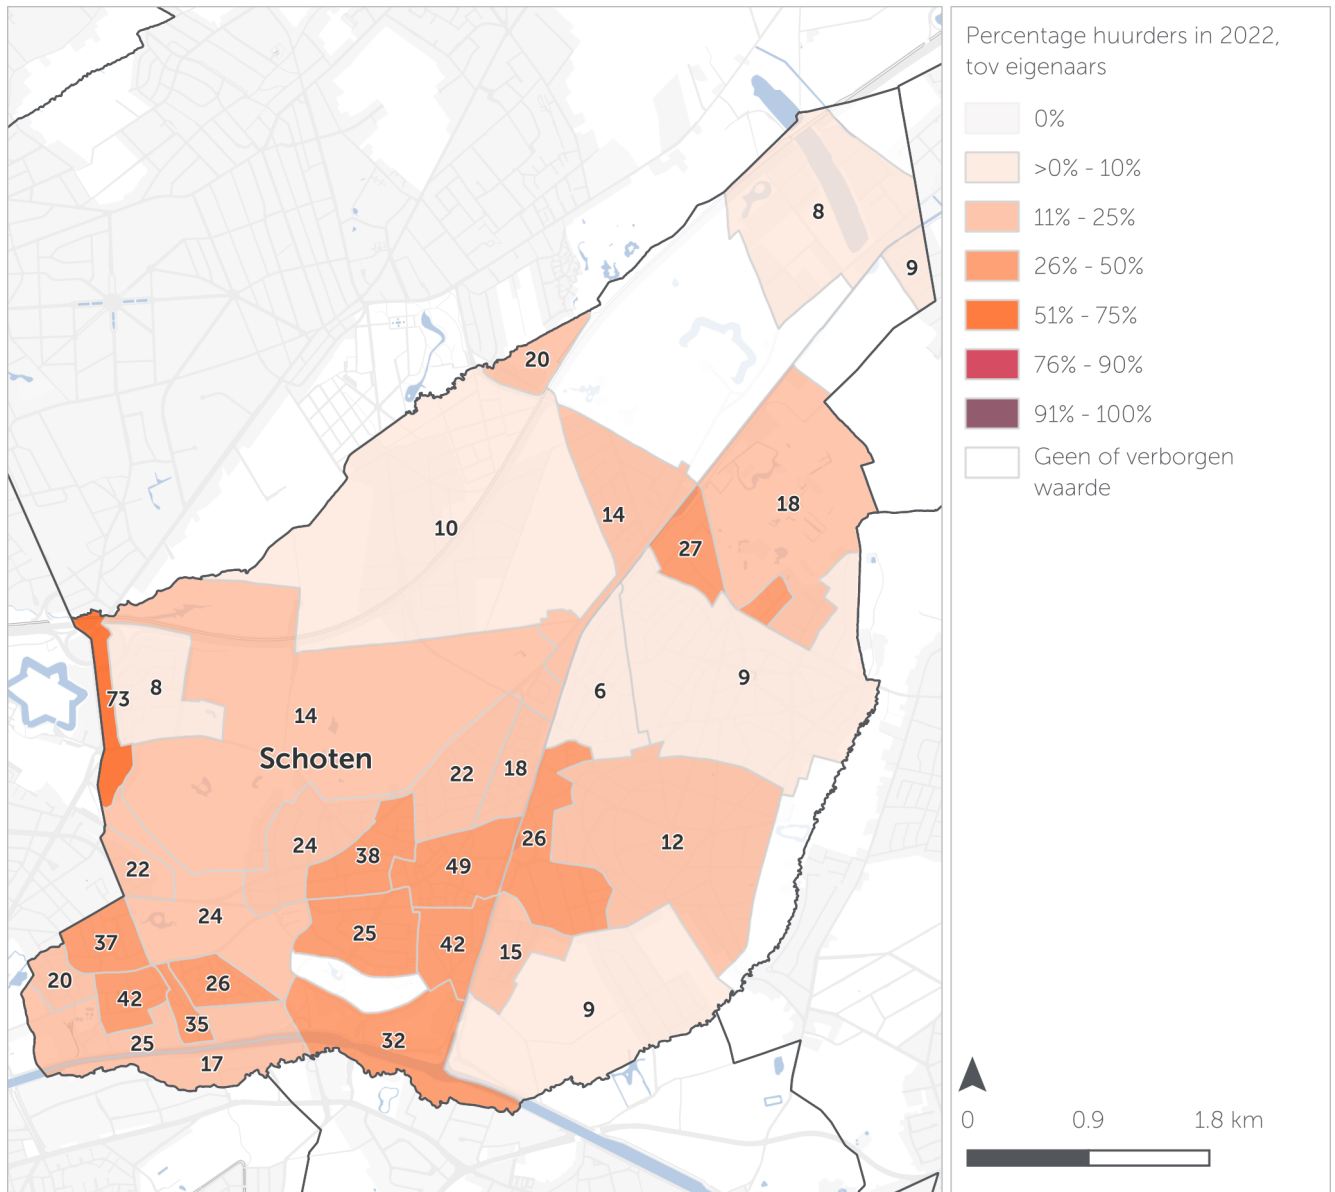 Percentage huurders in 2022,
tov eigenaars
0%
>0% - 10%
11% - 25%
26% - 50%
51% - 75%
76% - 90%
91% - 100%
Geen of verborgen
waarde
8
9
20
10
14
18
27
73
8
14
6
9
Schoten
22
18
24
38
49
26
12
22
24
37
25
42
15
20
42
26
35
9
25
17
32
0 0.9 1.8 km